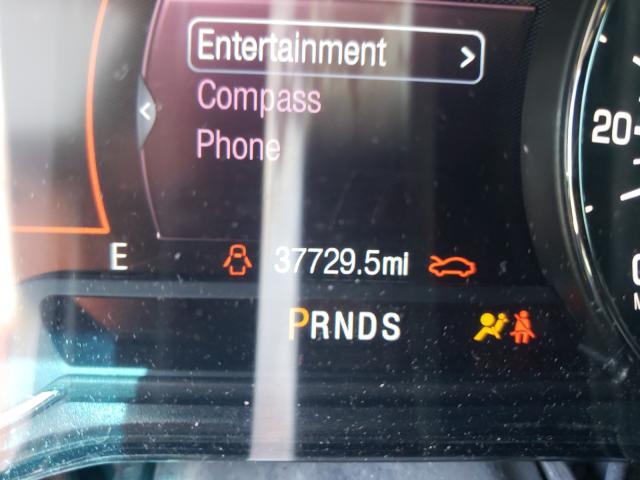 Entertainment >
Compass
Phone
20
E
37729.5mi
PRNDS